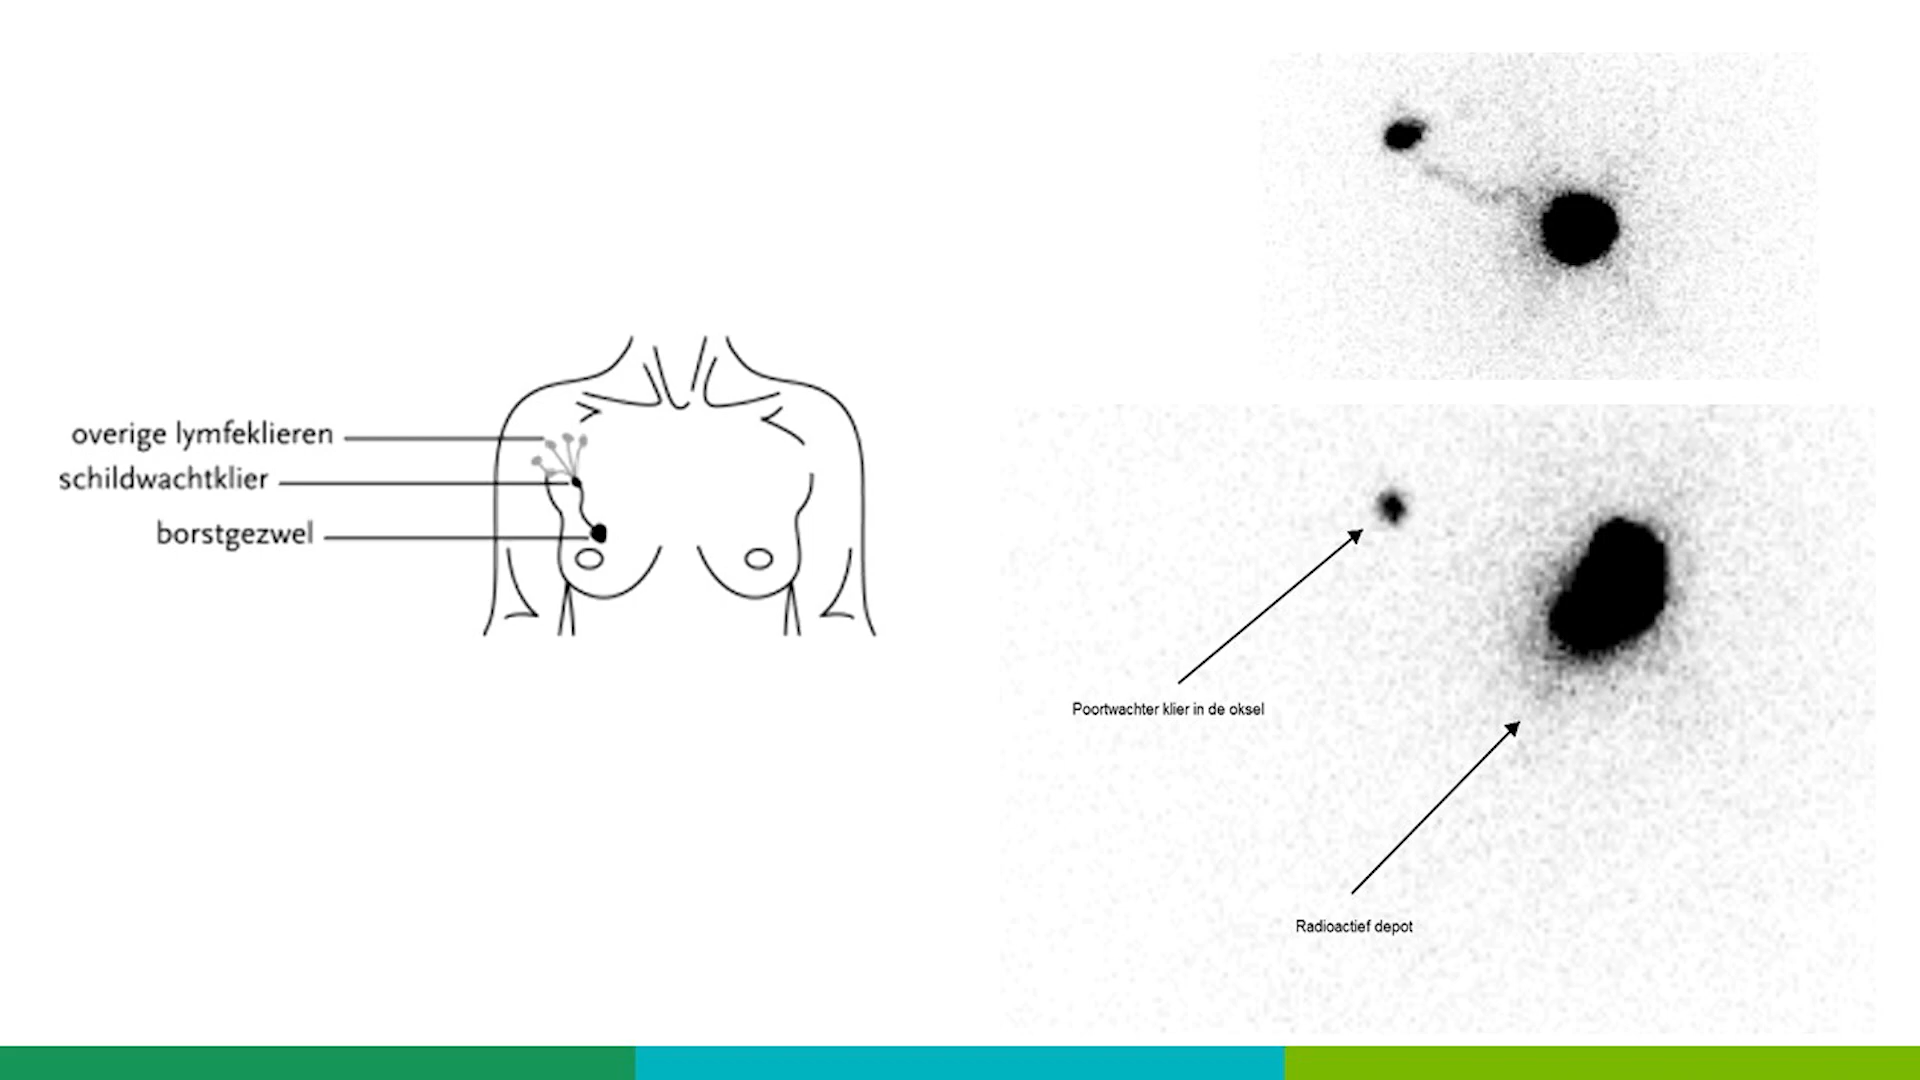 overige lymfeklieren
schildwachtklier
borstgezwel
Poortwachter klier in de oksel
Radioactief depot